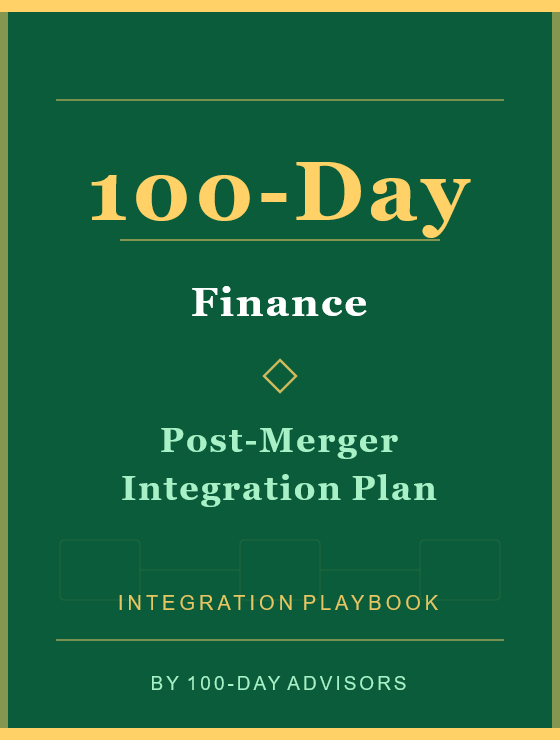 100-Day
Finance
Post-Merger
Integration Plan
INTEGRATION PLAYBOOK
BY 100-DAY ADVISORS